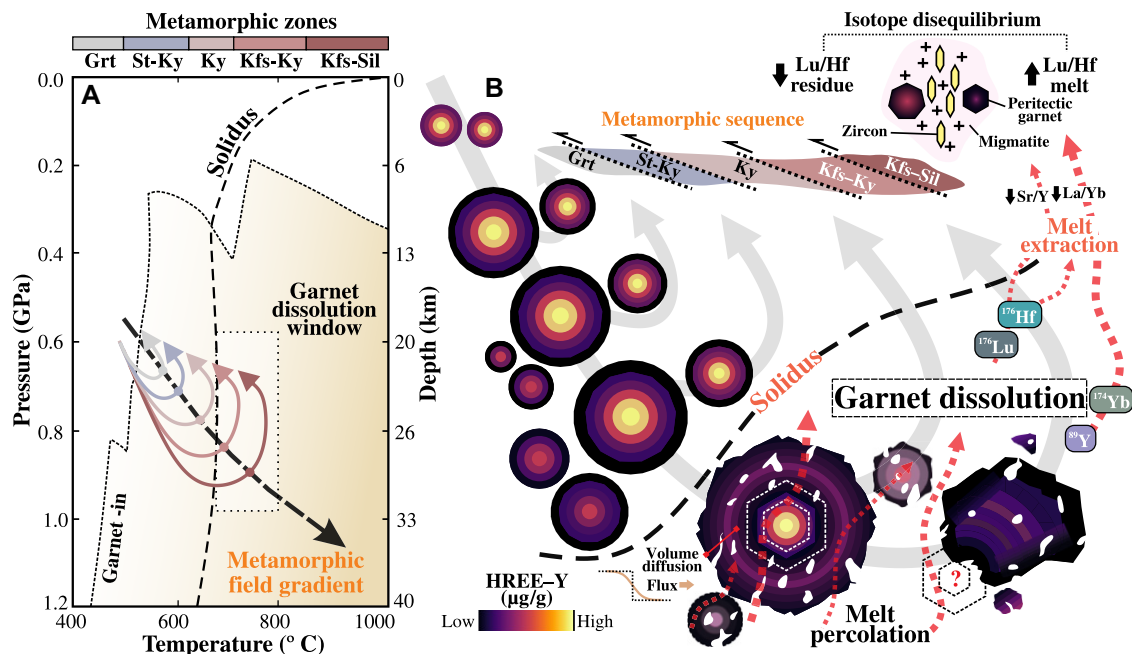 Metamorphic zones
Grt St-Ky Ky Kfs-Ky Kfs-Sil
A
0.0
0.2
0.4
0.6
0.8
1.0
1.2
Pressure (GPa)
0
6
13
20
26
33
40
Depth (km)
400 600 800 1000
Temperature (° C)
Solidus
Garnet
dissolution
window
Garnet -in
Metamorphic
field gradient
B
Isotope disequilibrium
Lu/Hf
residue
Lu/Hf
melt
Peritectic
garnet
Zircon
Migmatite
Metamorphic sequence
Grt
St-Ky
Ky
Kfs–Ky
Kfs–Sil
Sr/Y La/Yb
Melt
extraction
¹⁷⁶Hf
¹⁷⁶Lu
Solidus
Garnet dissolution
¹⁷⁴Yb
⁸⁹Y
Volume
diffusion
Flux
HREE–Y
(µg/g)
Low High
Melt
percolation
?